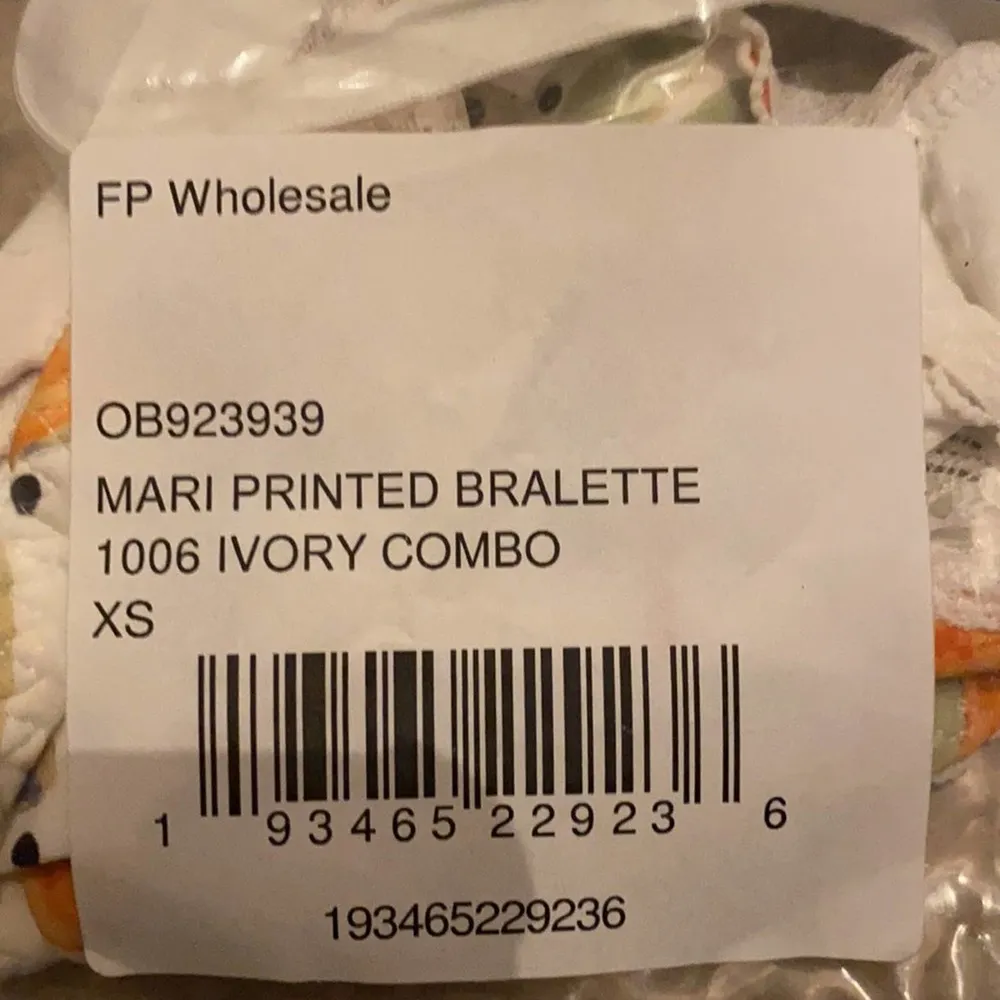 FP Wholesale
OB923939
MARI PRINTED BRALETTE
1006 IVORY COMBO
XS
1 93465 22923 6
193465229236